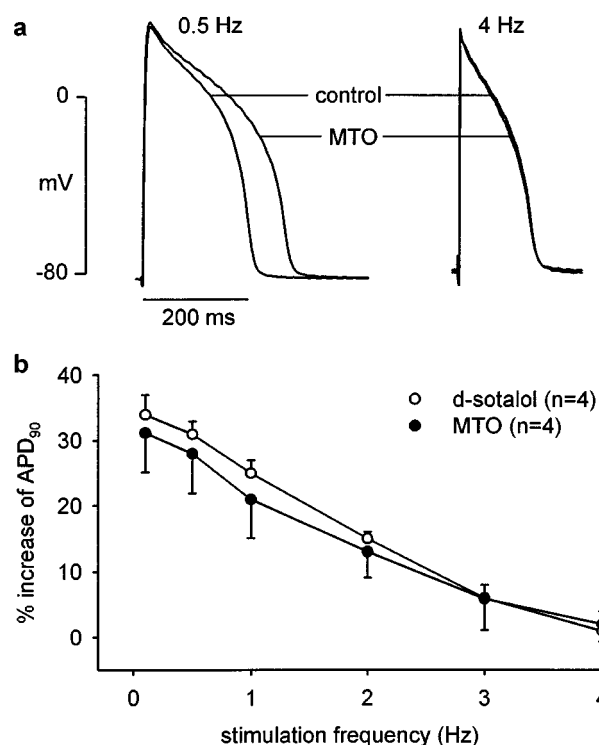 a
0.5 Hz
4 Hz
0
control
MTO
mV
-80
200 ms
b
40
30
20
10
0
% increase of APD90
d-sotalol (n=4)
MTO (n=4)
0 1 2 3 4
stimulation frequency (Hz)